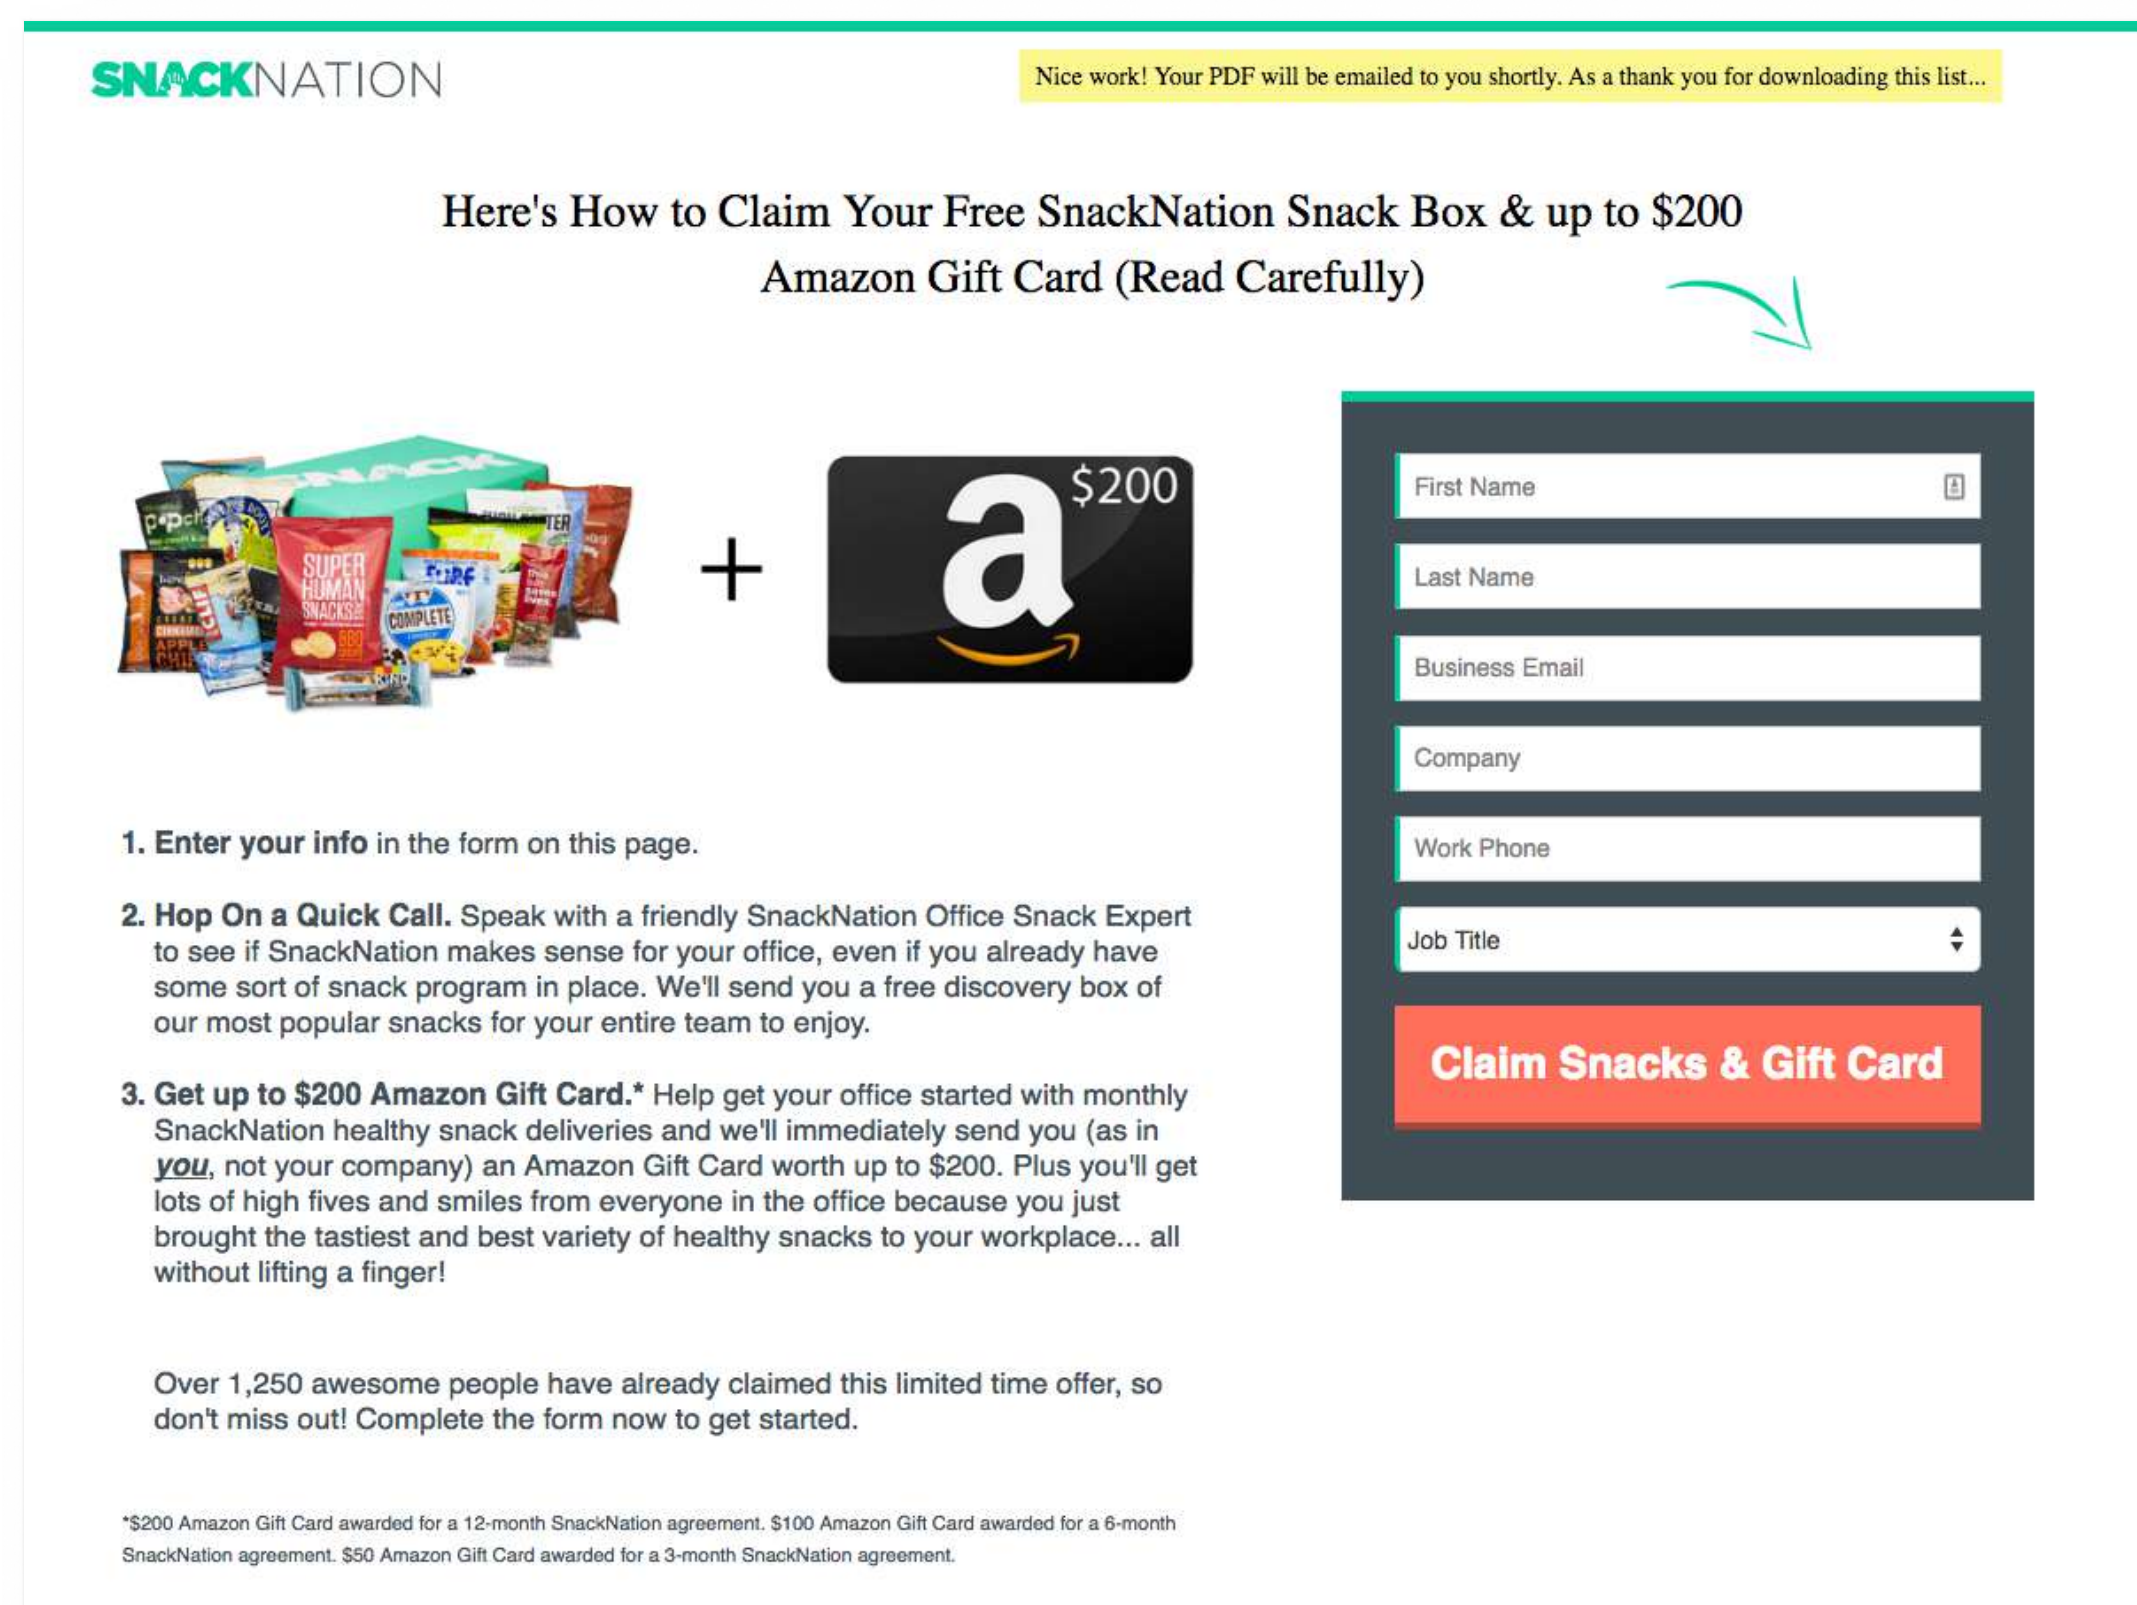 SNACKNATION
Nice work! Your PDF will be emailed to you shortly. As a thank you for downloading this list...
Here's How to Claim Your Free SnackNation Snack Box & up to $200
Amazon Gift Card (Read Carefully)
SNACK
SUPER
HUMAN
SNACKS
BBQ
CLIF
APPLE
COMPLETE
KIND
+
a
$200
First Name
Last Name
Business Email
Company
Work Phone
Job Title
Claim Snacks & Gift Card
1. Enter your info in the form on this page.
2. Hop On a Quick Call. Speak with a friendly SnackNation Office Snack Expert
to see if SnackNation makes sense for your office, even if you already have
some sort of snack program in place. We'll send you a free discovery box of
our most popular snacks for your entire team to enjoy.
3. Get up to $200 Amazon Gift Card.* Help get your office started with monthly
SnackNation healthy snack deliveries and we'll immediately send you (as in
you, not your company) an Amazon Gift Card worth up to $200. Plus you'll get
lots of high fives and smiles from everyone in the office because you just
brought the tastiest and best variety of healthy snacks to your workplace... all
without lifting a finger!
Over 1,250 awesome people have already claimed this limited time offer, so
don't miss out! Complete the form now to get started.
*$200 Amazon Gift Card awarded for a 12-month SnackNation agreement. $100 Amazon Gift Card awarded for a 6-month
SnackNation agreement. $50 Amazon Gift Card awarded for a 3-month SnackNation agreement.